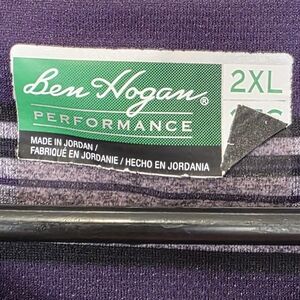 Ben Hogan®
2XL
PERFORMANCE
MADE IN JORDAN /
FABRIQUÉ EN JORDANIE / HECHO EN JORDANIA